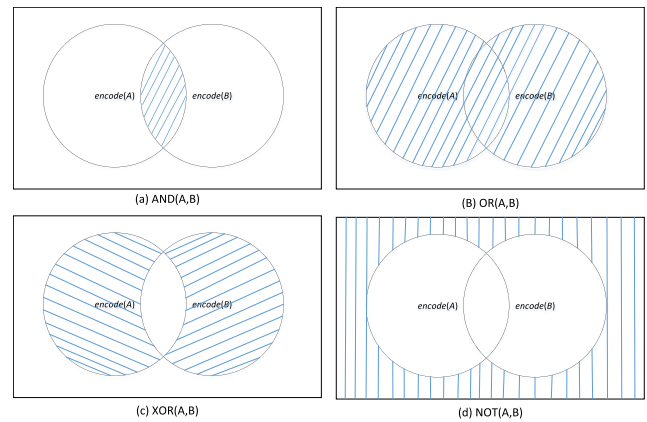 encode(A) encode(B) encode(A) encode(B)
(a) AND(A,B) (B) OR(A,B)
encode(A) encode(B) encode(A) encode(B)
(c) XOR(A,B) (d) NOT(A,B)